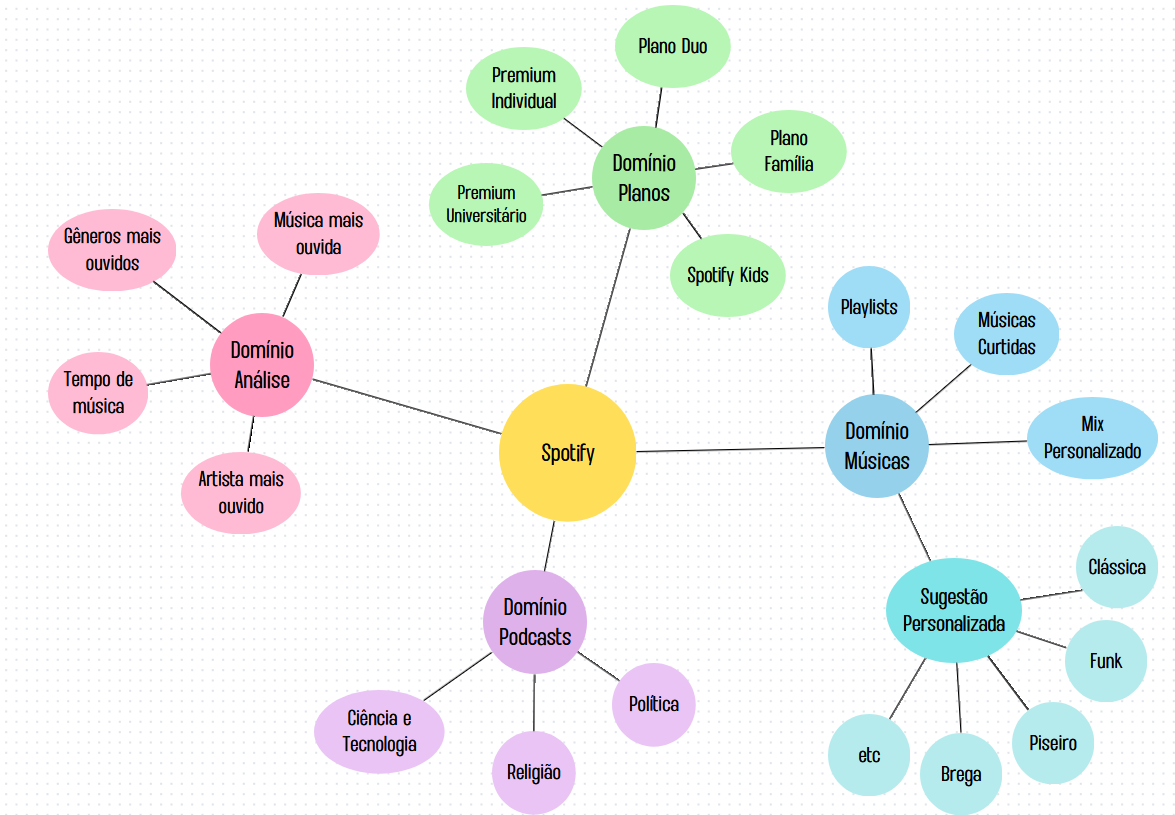 Plano Duo
Premium
Individual
Plano
Família
Domínio
Planos
Premium
Universitário
Spotify Kids
Música mais
ouvida
Gêneros mais
ouvidos
Domínio
Análise
Tempo de
música
Artista mais
ouvido
Spotify
Playlists
Músicas
Curtidas
Domínio
Músicas
Mix
Personalizado
Sugestão
Personalizada
Clássica
Funk
Piseiro
Brega
etc
Domínio
Podcasts
Ciência e
Tecnologia
Religião
Política